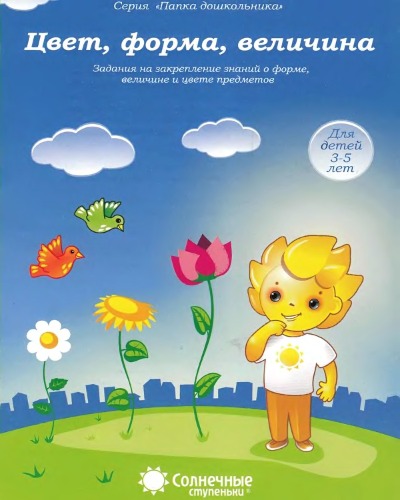 Серия «Папка дошкольника»
Цвет, форма, величина
Задания на закрепление знаний о форме,
величине и цвете предметов
Для
детей
3-5
лет
Солнечные
ступеньки®